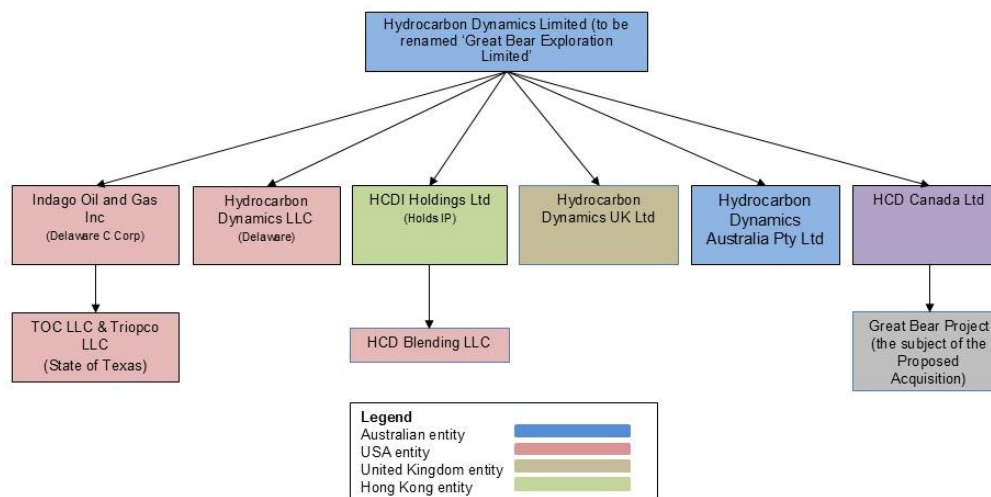 Hydrocarbon Dynamics Limited (to be
renamed ‘Great Bear Exploration
Limited’
Indago Oil and Gas
Inc
(Delaware C Corp)
Hydrocarbon
Dynamics LLC
(Delaware)
HCDI Holdings Ltd
(Holds IP)
Hydrocarbon
Dynamics UK Ltd
Hydrocarbon
Dynamics
Australia Pty Ltd
HCD Canada Ltd
TOC LLC & Triopco
LLC
(State of Texas)
HCD Blending LLC
Great Bear Project
(the subject of the
Proposed
Acquisition)
Legend
Australian entity
USA entity
United Kingdom entity
Hong Kong entity